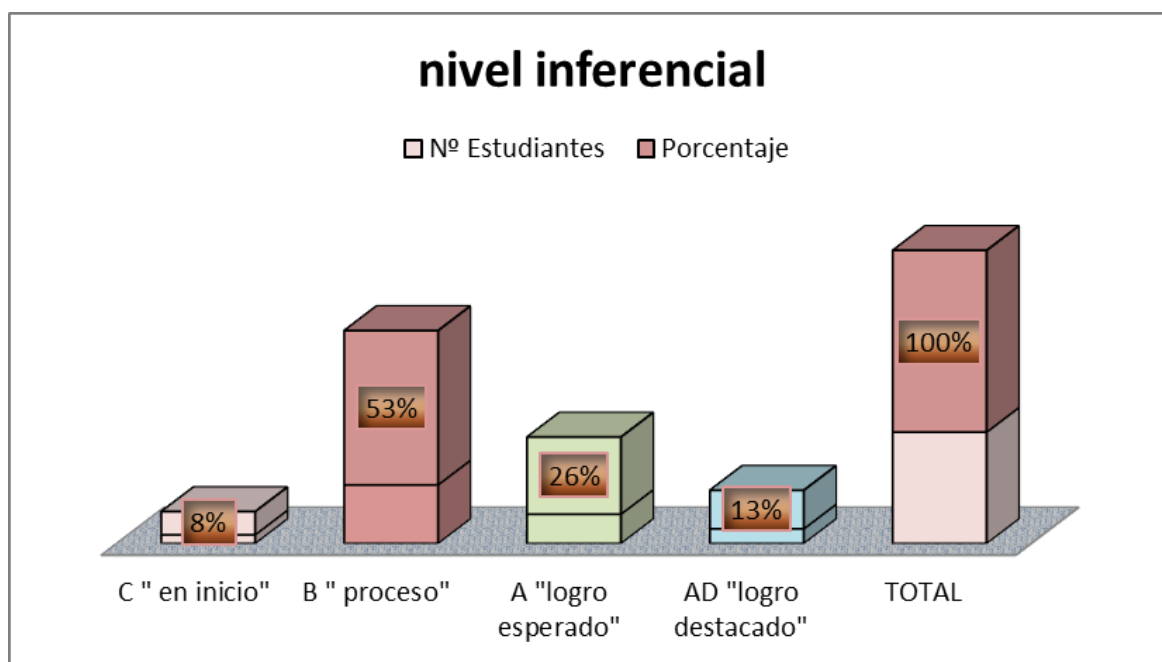 nivel inferencial
Nº Estudiantes Porcentaje
8%
53%
26%
13%
100%
C " en inicio"
B " proceso"
A "logro
esperado"
AD "logro
destacado"
TOTAL